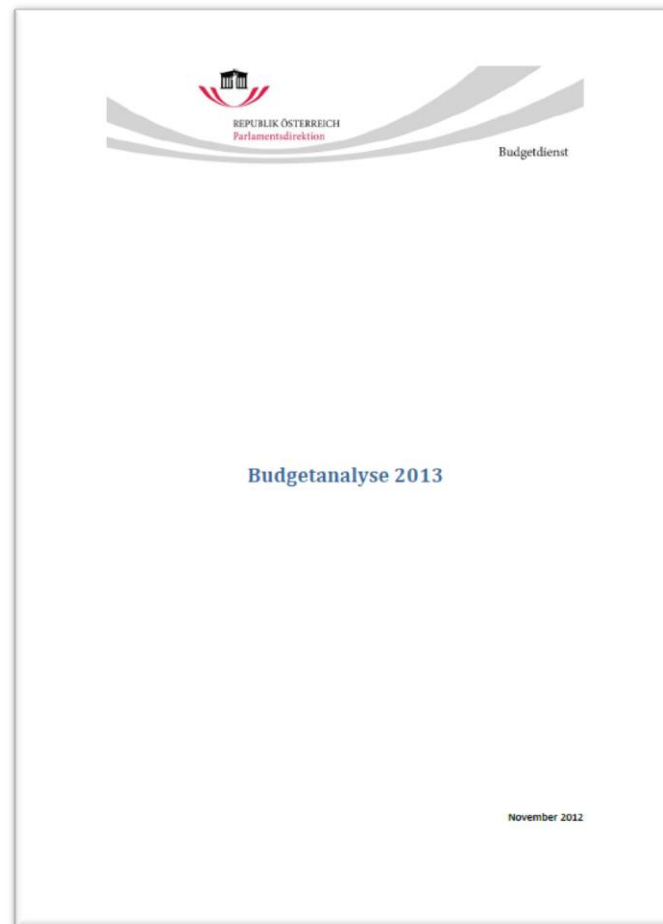 REPUBLIK ÖSTERREICH
Parlamentsdirektion
Budgetdienst
Budgetanalyse 2013
November 2012